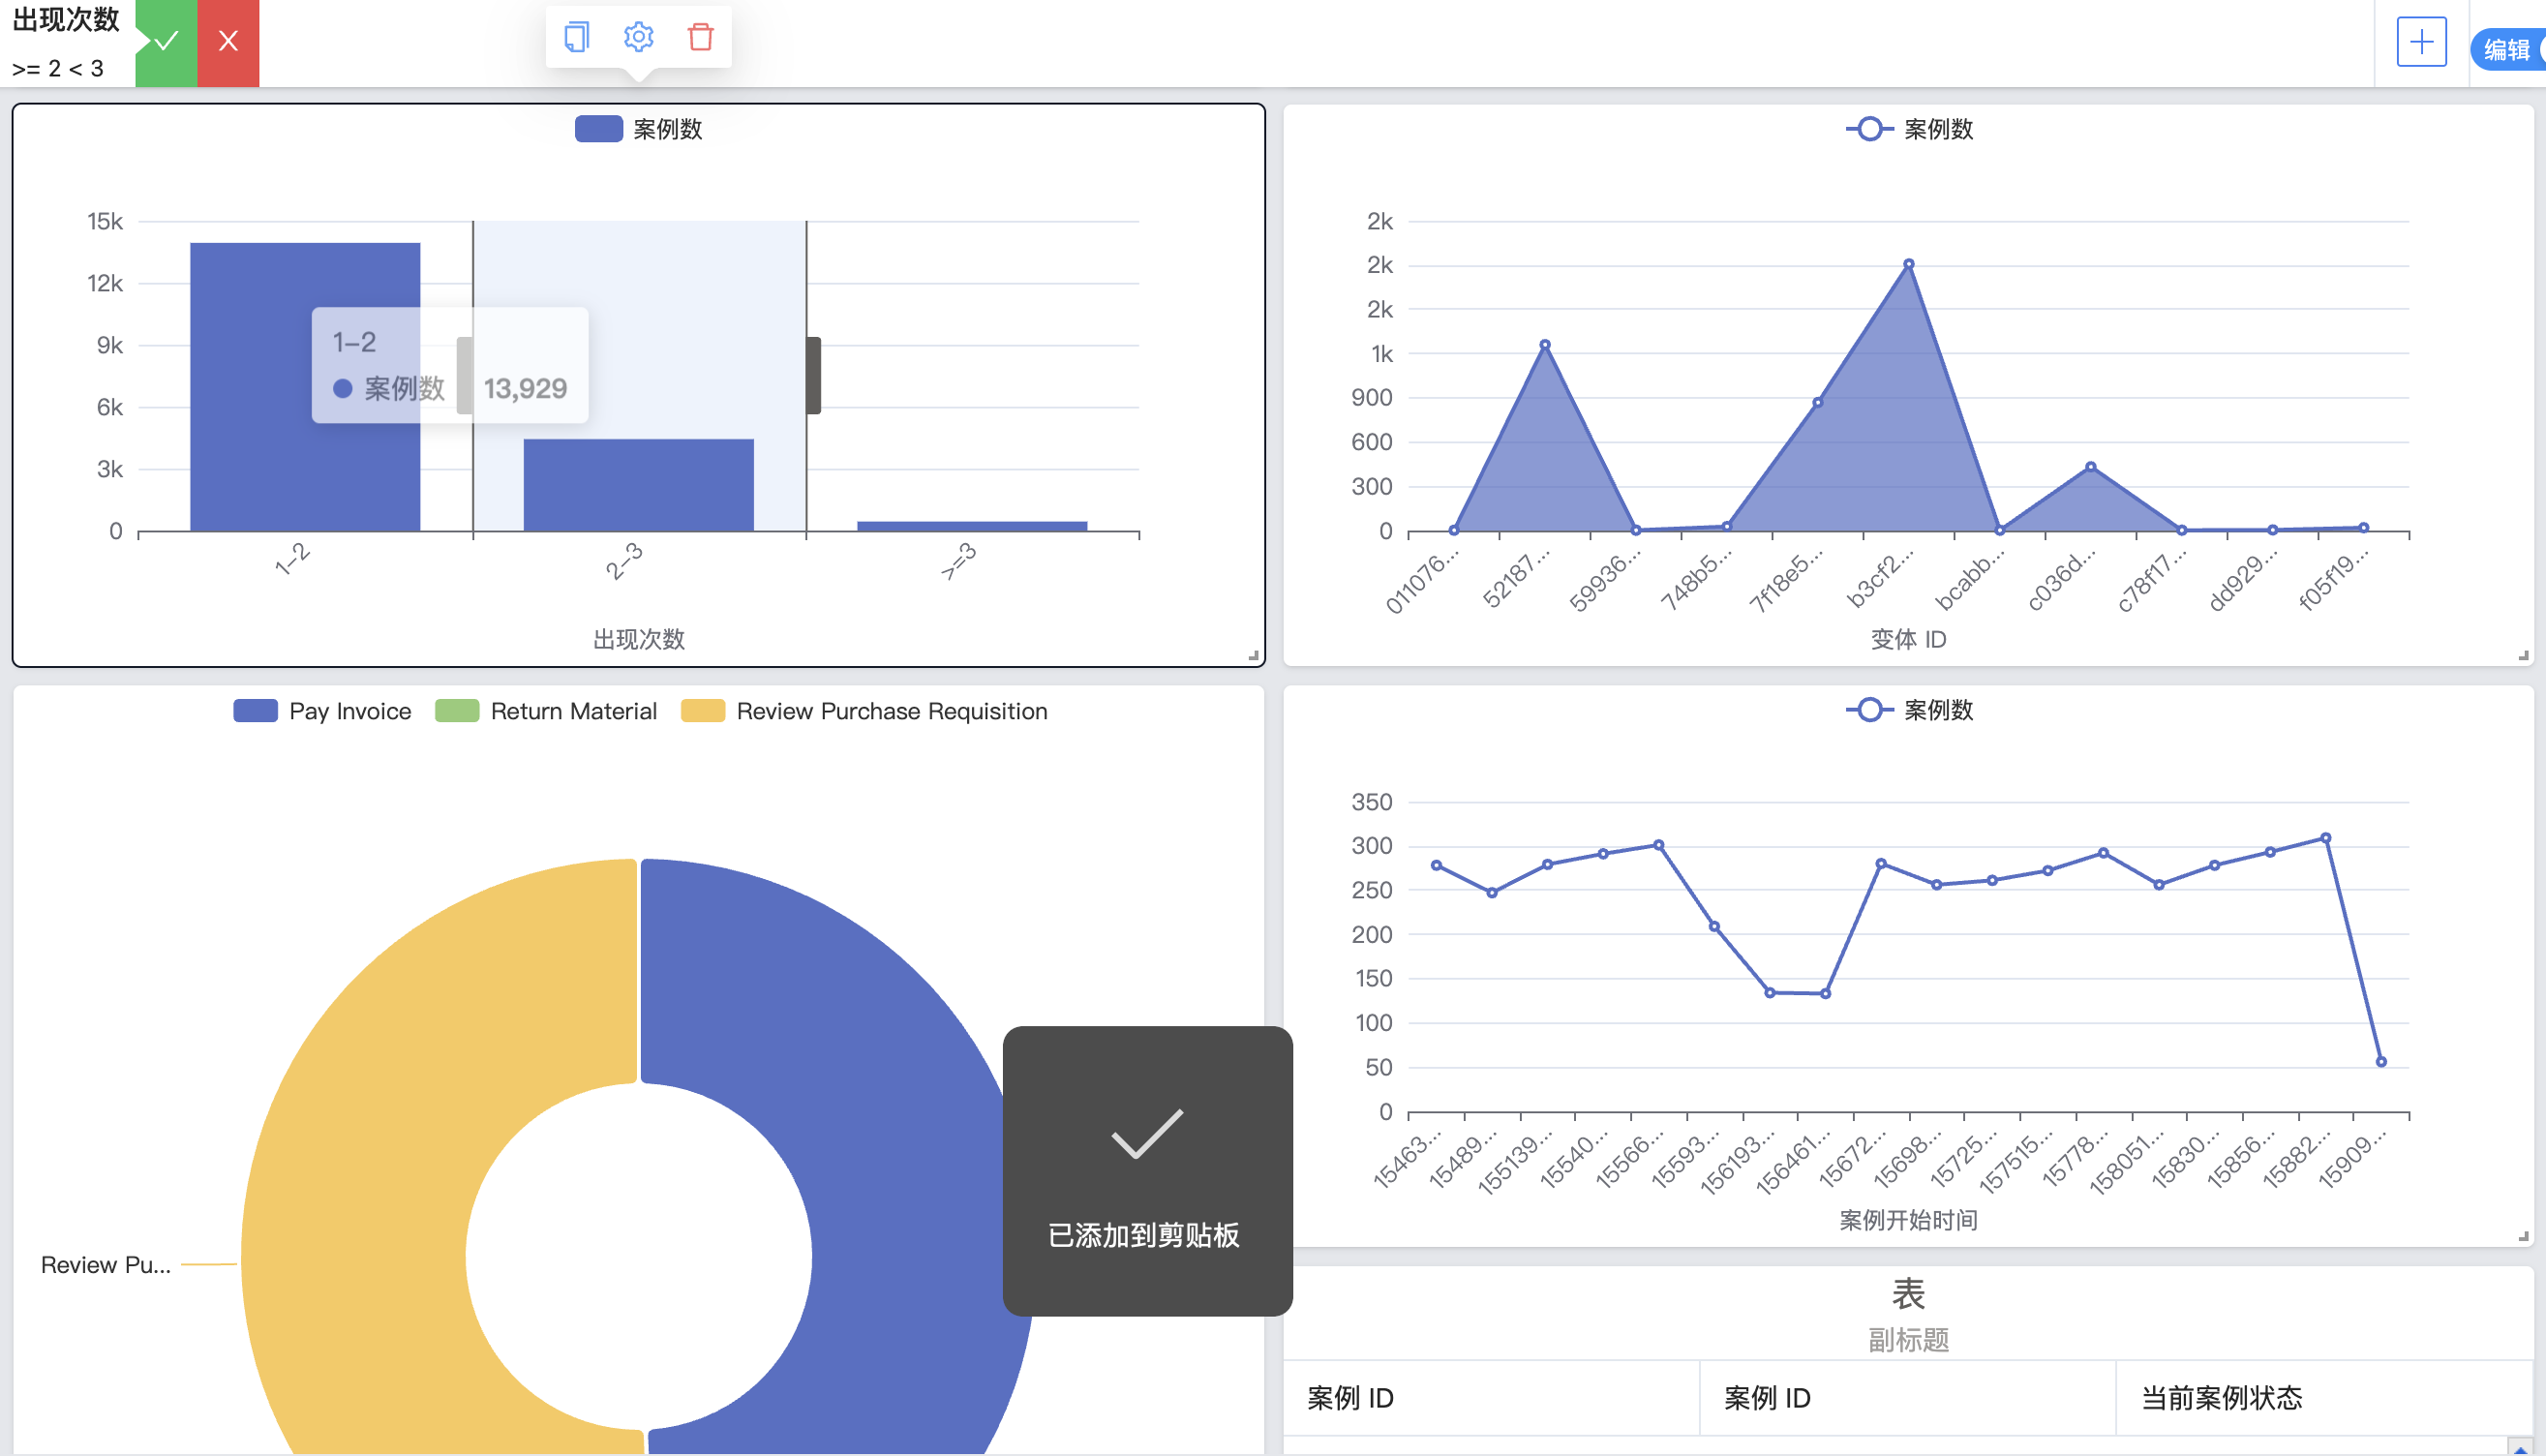 出现次数
>= 2 < 3
编辑
案例数
15k
12k
9k
6k
3k
0
1-2
案例数 13,929
1-2
2-3
>=3
出现次数
案例数
2k
2k
2k
1k
900
600
300
0
011076...
52187...
59936...
748b5...
7f18e5...
b3cf2...
bcabb...
c036d...
c78f17...
dd929...
f05f19...
变体 ID
Pay Invoice
Return Material
Review Purchase Requisition
Review Pu...
已添加到剪贴板
案例数
350
300
250
200
150
100
50
0
15463...
15489...
155139...
15540...
15566...
15593...
156193...
156461...
15672...
15698...
15725...
157515...
15778...
158051...
15830...
15856...
15882...
15909...
案例开始时间
表
副标题
案例 ID
案例 ID
当前案例状态